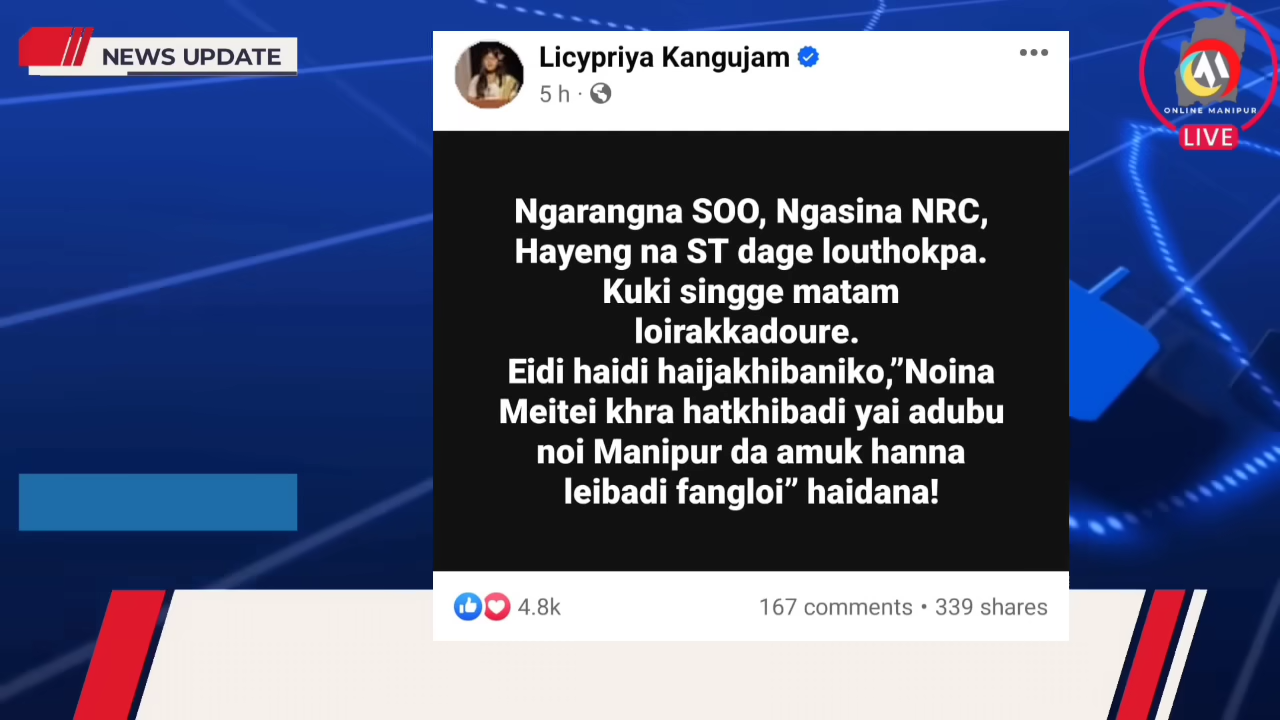 NEWS UPDATE
Licypriya Kangujam
5 h ·
Ngarangna SOO, Ngasina NRC,
Hayeng na ST dage louthokpa.
Kuki singge matam
loirakkadoure.
Eidi haidi haijakhibaniko,”Noina
Meitei khra hatkhibadi yai adubu
noi Manipur da amuk hanna
leibadi fangloi” haidana!
4.8k
167 comments • 339 shares
ONLINE MANIPUR
LIVE